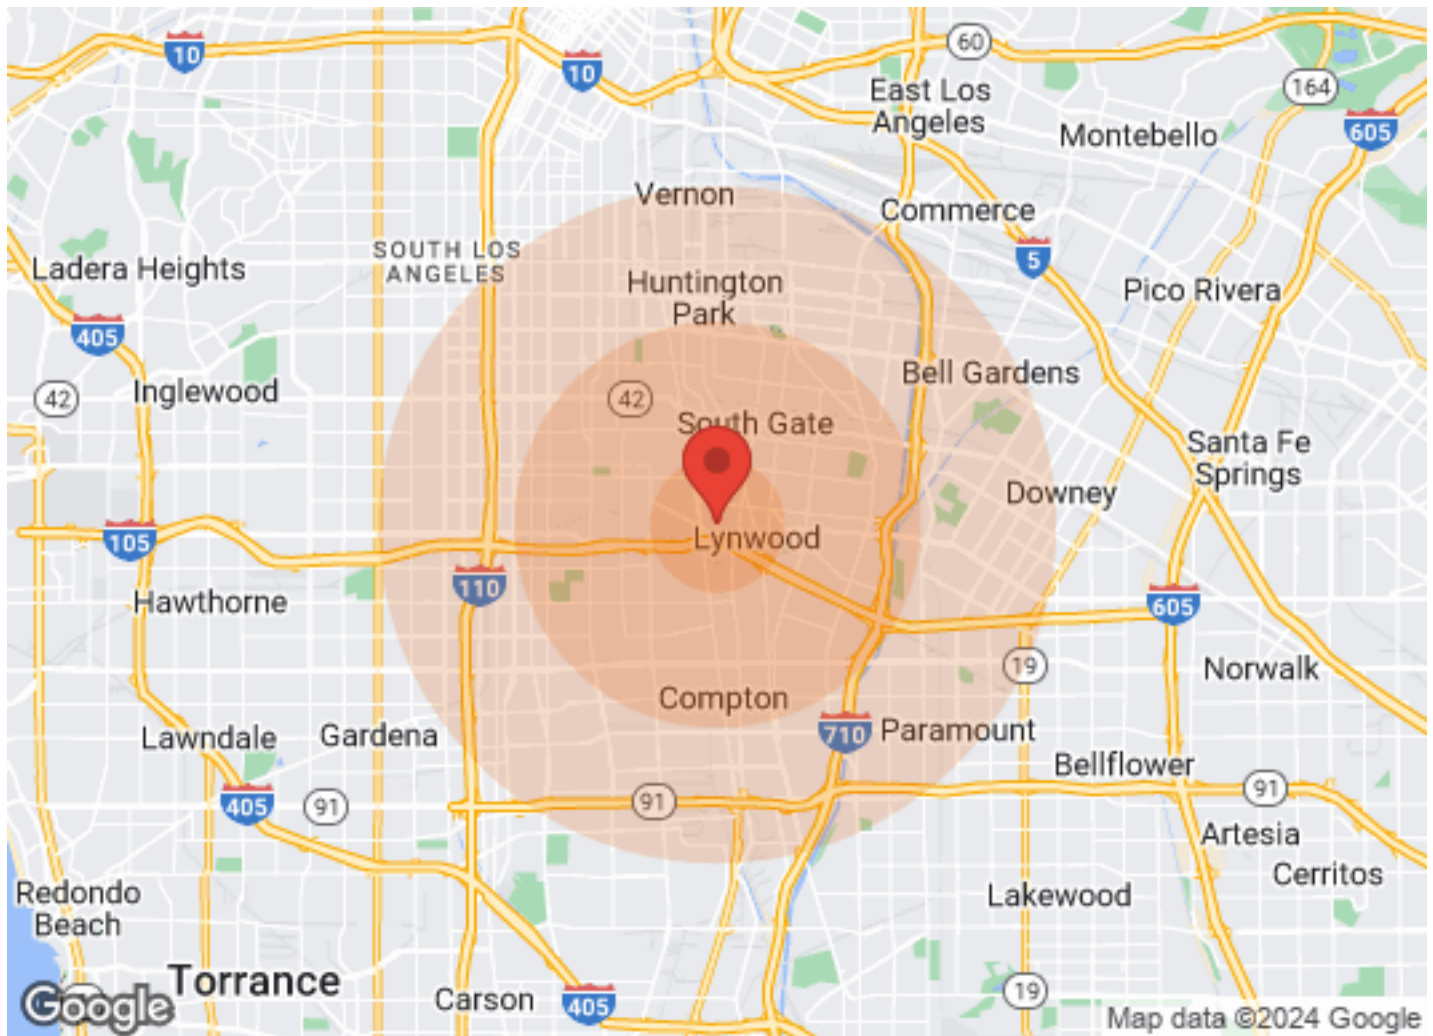 10
10
60
East Los
Angeles
164
Montebello
605
Vernon
Commerce
SOUTH LOS
ANGELES
5
Ladera Heights
Huntington
Park
Pico Rivera
405
Bell Gardens
Inglewood
42
42
South Gate
Santa Fe
Springs
Downey
105
Lynwood
110
Hawthorne
605
19
Norwalk
Compton
Lawndale
Gardena
710
Paramount
Bellflower
405
91
91
91
Artesia
Cerritos
Redondo
Beach
Lakewood
Torrance
Carson
405
19
Google
Map data ©2024 Google